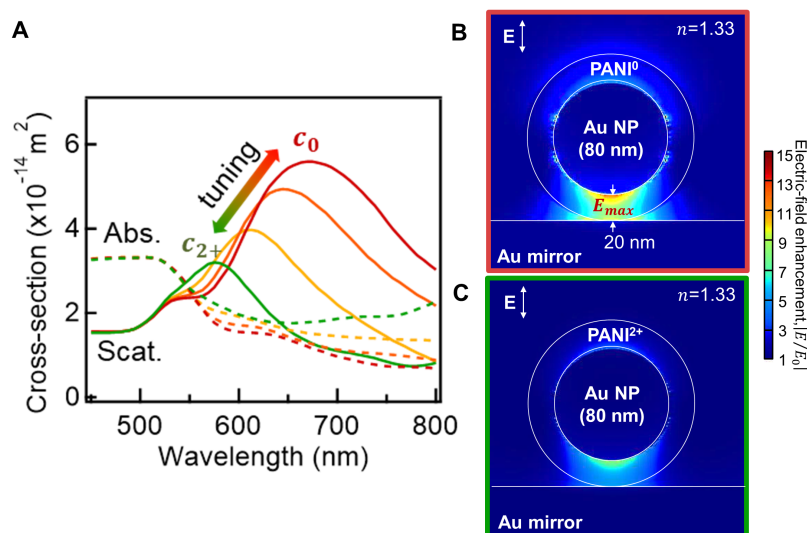 A
Cross-section (x10⁻¹⁴ m²)
6
4
2
0
tuning
c₀
c₂₊
Abs.
Scat.
500
600
700
800
Wavelength (nm)
B
E
n=1.33
PANI⁰
Au NP
(80 nm)
Eₘₐₓ
20 nm
Au mirror
C
E
n=1.33
PANI²⁺
Au NP
(80 nm)
Au mirror
15
13
11
9
7
5
3
1
Electric-field enhancement,|E/E₀|